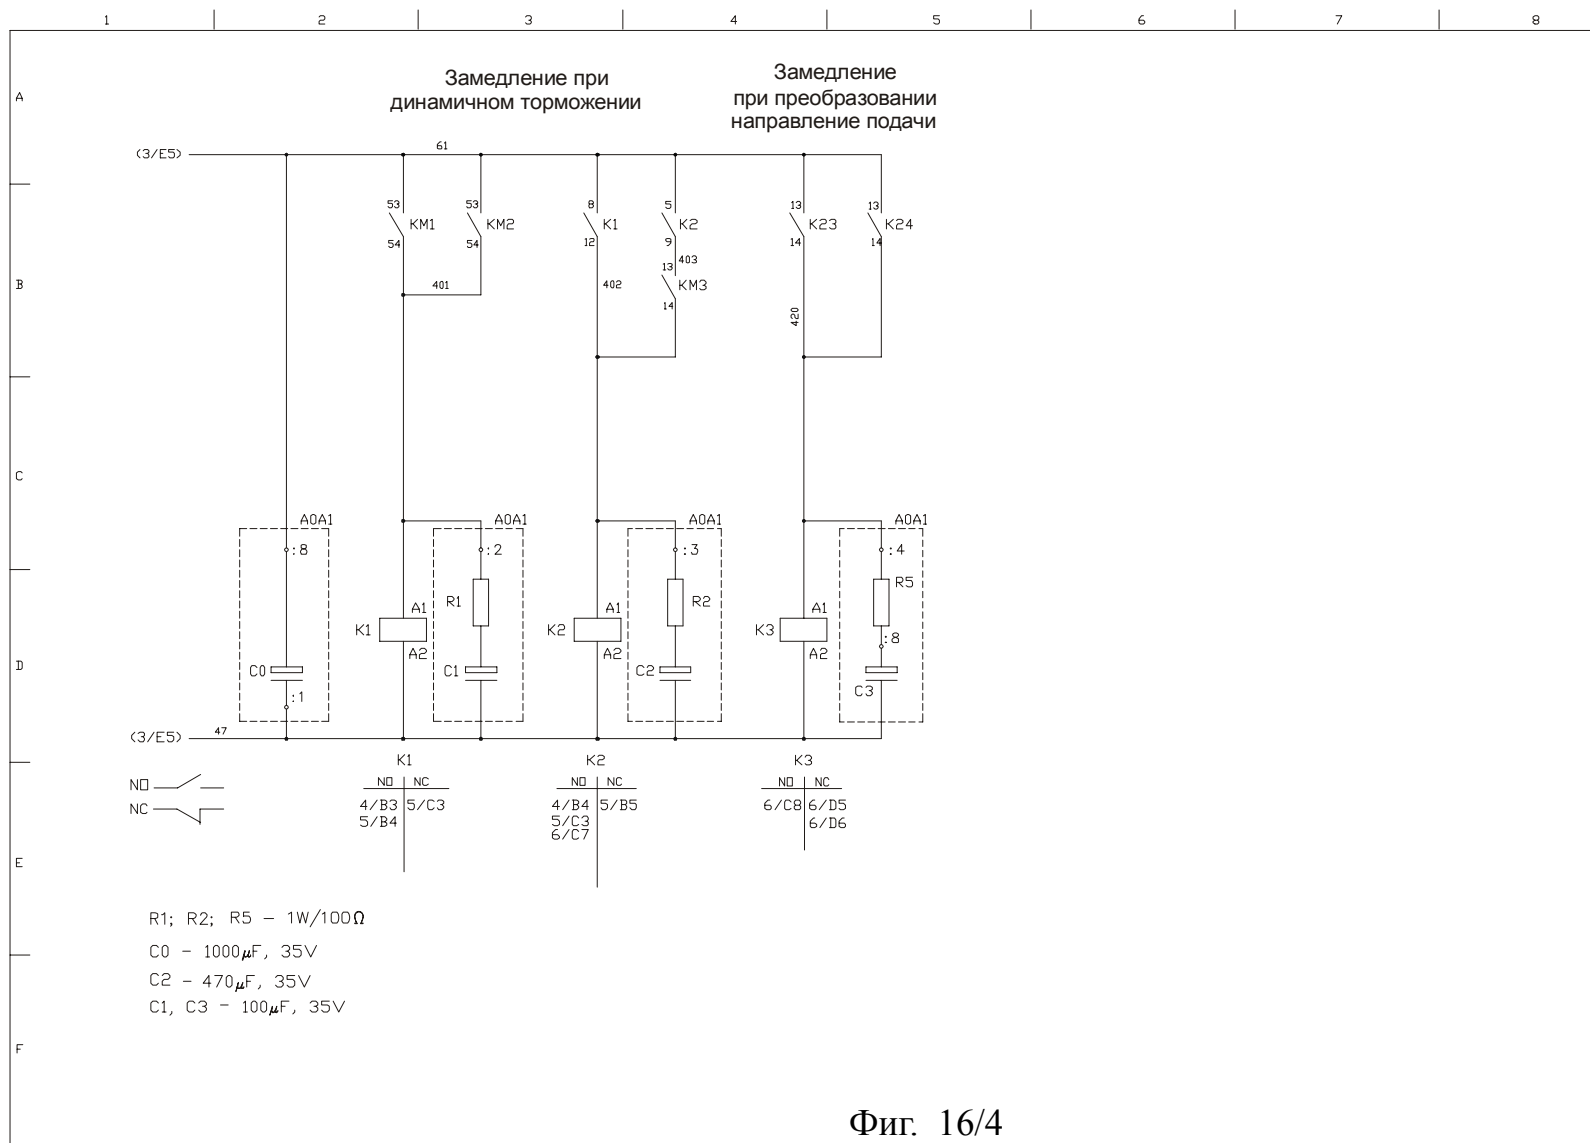 1 2 3 4 5 6 7 8
Замедление при
динамичном торможении
Замедление
при преобразовании
направление подачи
A
(3/E5) 61
53 53 8 5 13 13
KM1 KM2 K1 K2 K23 K24
54 54 12 9 14 14
403
13
B 401 402 KM3
14
420
C
A0A1 A0A1 A0A1 A0A1
:8 :2 :3 :4
R5
R1 A1 R2 A1 A1
K1 K2 K3
:8
A2 A2 A2
D C0 C1 C2 C3
:1
(3/E5) 47
K1 K2 K3
NO NO NC NO NC NO NC
NC 4/B3 5/C3 4/B4 5/B5 6/C8 6/D5
5/B4 5/C3 6/D6
6/C7
E
R1; R2; R5 – 1W/100Ω
C0 – 1000μF, 35V
C2 – 470μF, 35V
C1, C3 – 100μF, 35V
F
Фиг. 16/4